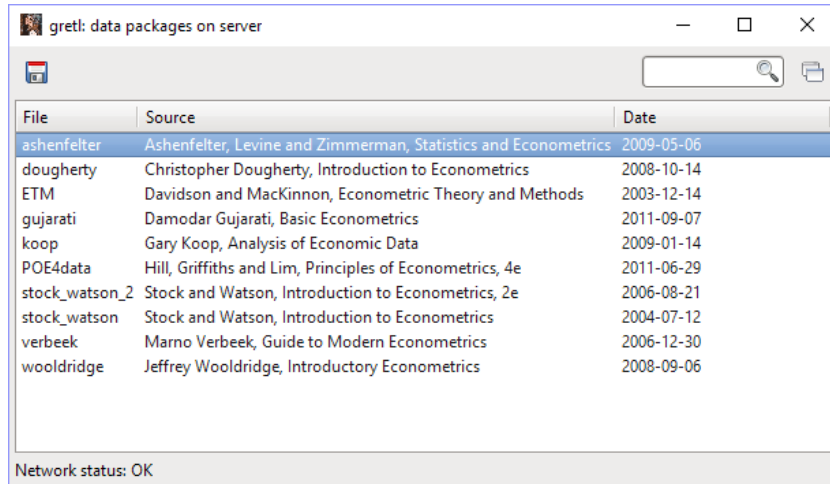 gretl: data packages on server
File Source Date
ashenfelter Ashenfelter, Levine and Zimmerman, Statistics and Econometrics 2009-05-06
dougherty Christopher Dougherty, Introduction to Econometrics 2008-10-14
ETM Davidson and MacKinnon, Econometric Theory and Methods 2003-12-14
gujarati Damodar Gujarati, Basic Econometrics 2011-09-07
koop Gary Koop, Analysis of Economic Data 2009-01-14
POE4data Hill, Griffiths and Lim, Principles of Econometrics, 4e 2011-06-29
stock_watson_2 Stock and Watson, Introduction to Econometrics, 2e 2006-08-21
stock_watson Stock and Watson, Introduction to Econometrics 2004-07-12
verbeek Marno Verbeek, Guide to Modern Econometrics 2006-12-30
wooldridge Jeffrey Wooldridge, Introductory Econometrics 2008-09-06
Network status: OK